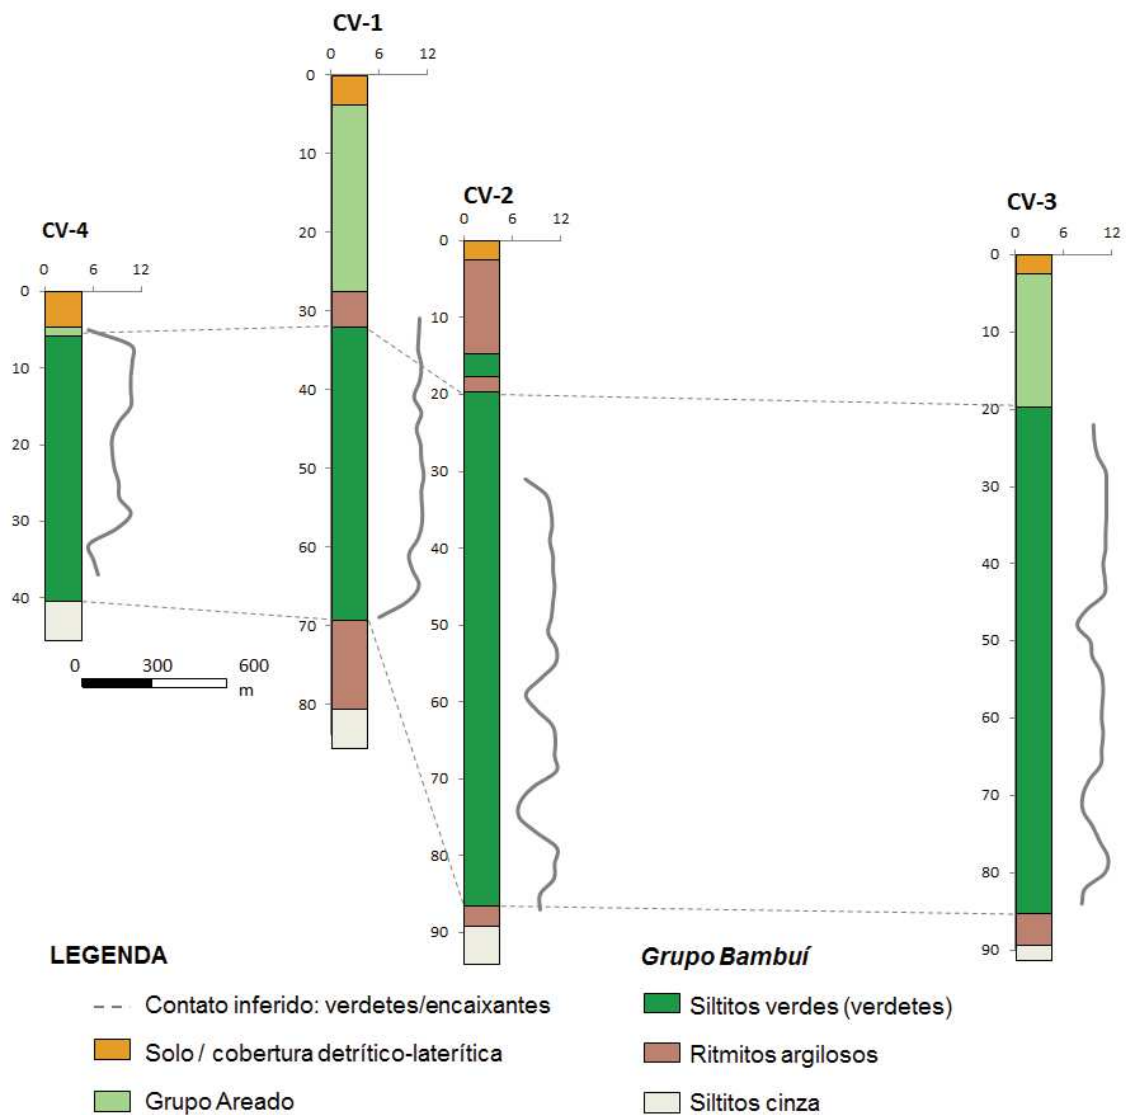 CV-1
0 6 12
0
10
20
30
40
50
60
70
80
CV-2
0 6 12
0
10
20
30
40
50
60
70
80
90
CV-3
0 6 12
0
10
20
30
40
50
60
70
80
90
CV-4
0 6 12
0
10
20
30
40
0 300 600
m
LEGENDA
Contato inferido: verdetes/encaixantes
Solo / cobertura detrítico-laterítica
Grupo Areado
Grupo Bambuí
Siltitos verdes (verdetes)
Ritmitos argilosos
Siltitos cinza